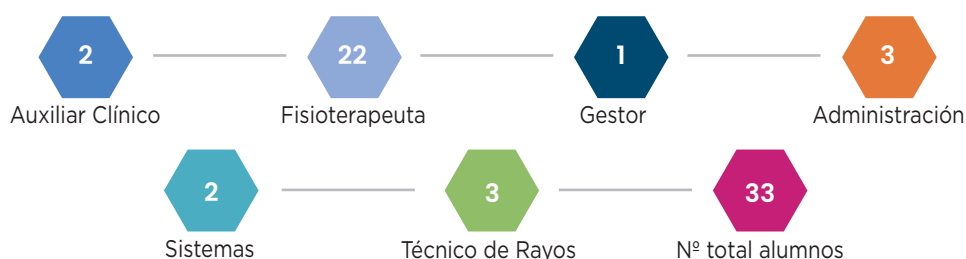 2
22
1
3
Auxiliar Clínico
Fisioterapeuta
Gestor
Administración
2
3
33
Sistemas
Técnico de Rayos
Nº total alumnos